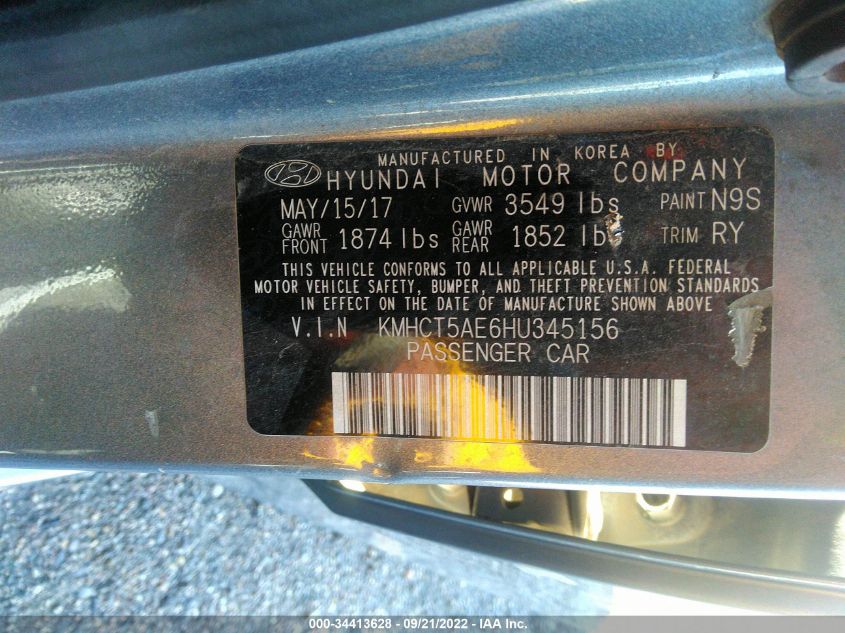 MANUFACTURED IN KOREA BY
HYUNDAI MOTOR COMPANY
MAY/15/17 GVWR 3549 lbs PAINT N9S
GAWR FRONT 1874 lbs GAWR REAR 1852 lbs TRIM RY
THIS VEHICLE CONFORMS TO ALL APPLICABLE U.S.A. FEDERAL
MOTOR VEHICLE SAFETY, BUMPER, AND THEFT PREVENTION STANDARDS
IN EFFECT ON THE DATE OF MANUFACTURE SHOWN ABOVE
V.I.N KMHCT5AE6HU345156
PASSENGER CAR
000-34413628 - 09/21/2022 - IAA Inc.